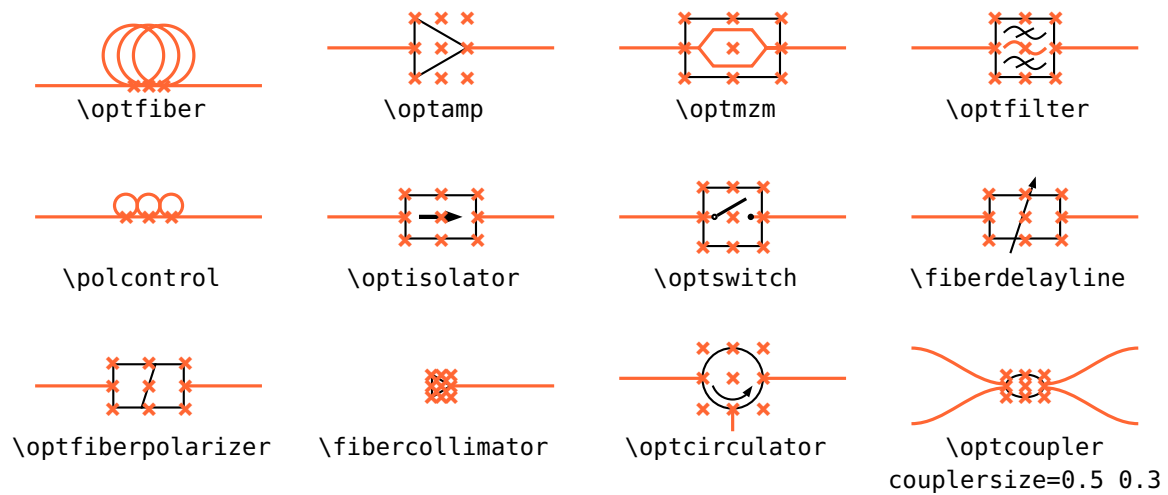 \optfiber \optamp \optmzm \optfilter
\polcontrol \optisolator \optswitch \fiberdelayline
\optfiberpolarizer \fibercollimator \optcirculator \optcoupler
couplersize=0.5 0.3